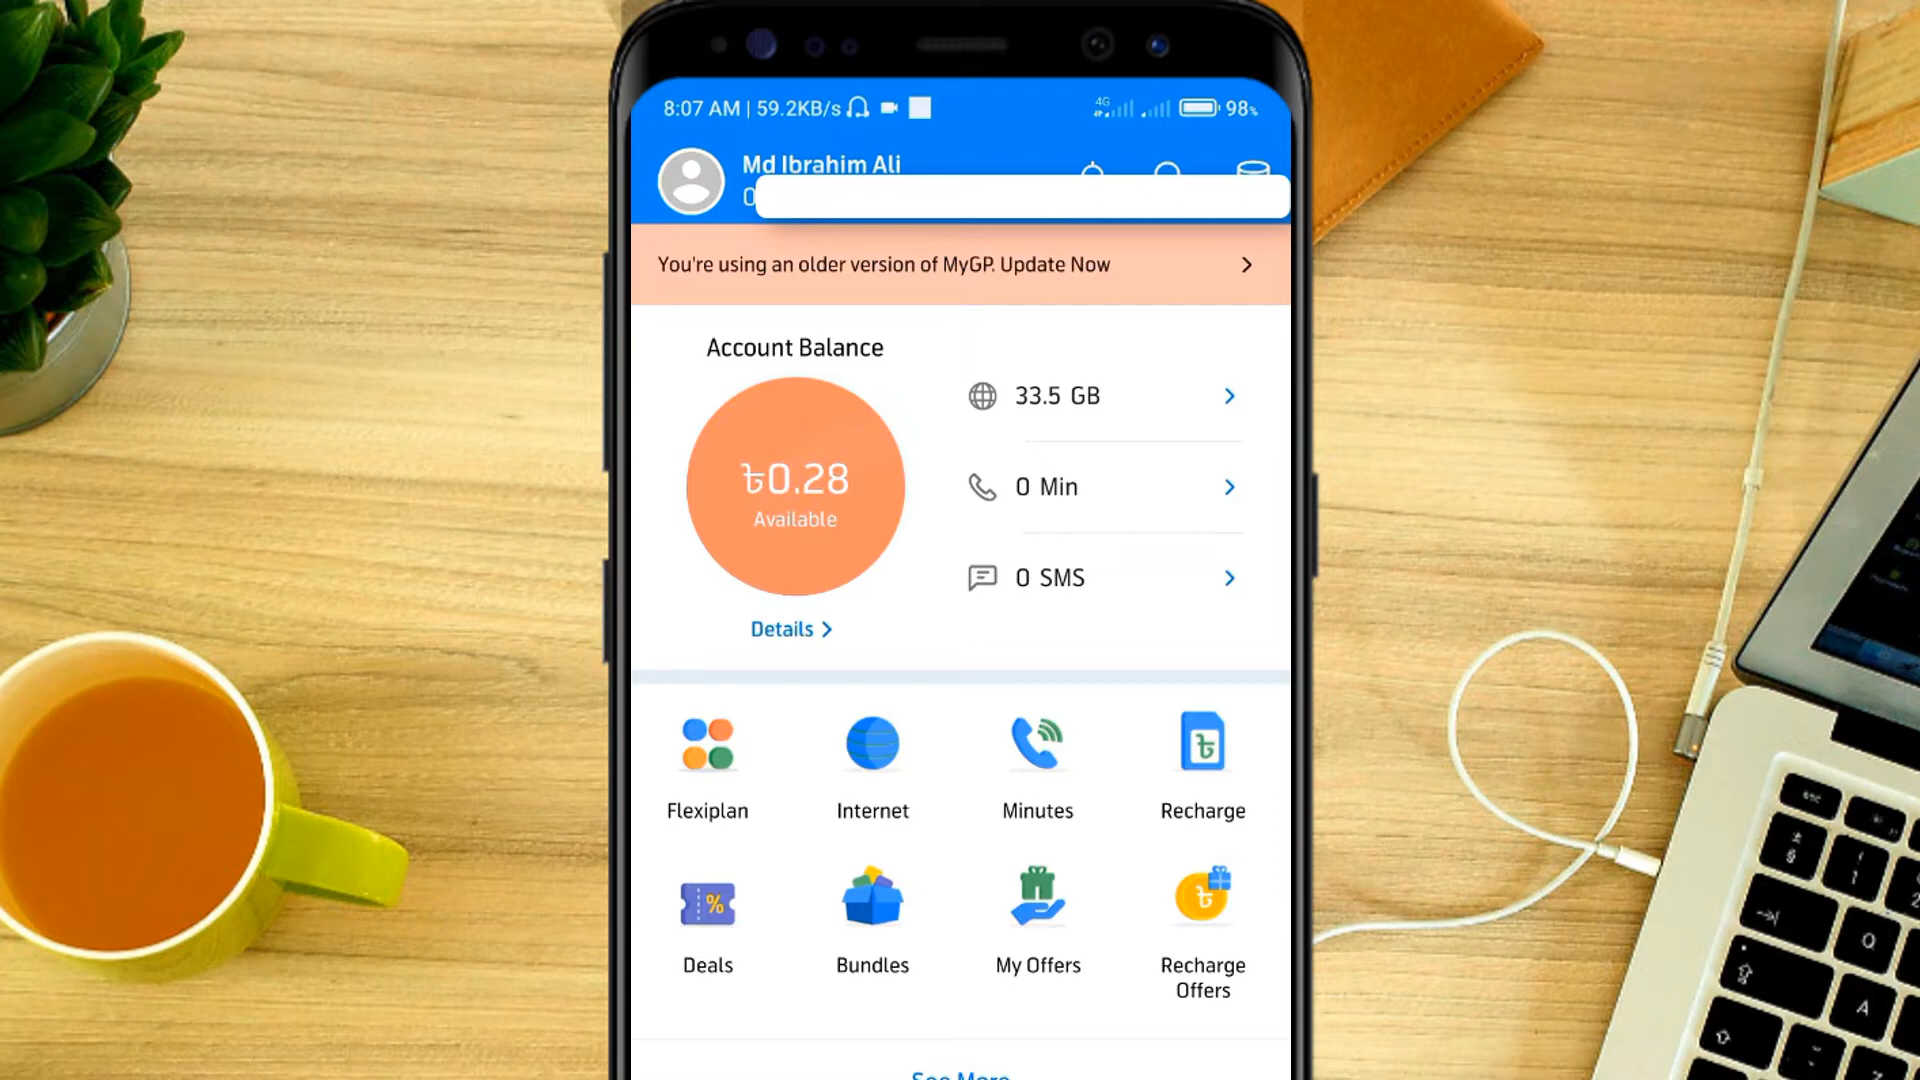 8:07 AM | 59.2KB/s 4G 98%
Md Ibrahim Ali
0
You're using an older version of MyGP. Update Now
Account Balance
৳0.28
Available
Details
33.5 GB
0 Min
0 SMS
Flexiplan
Internet
Minutes
Recharge
%
৳
Deals
Bundles
My Offers
Recharge
Offers
See More
esc
Q
A